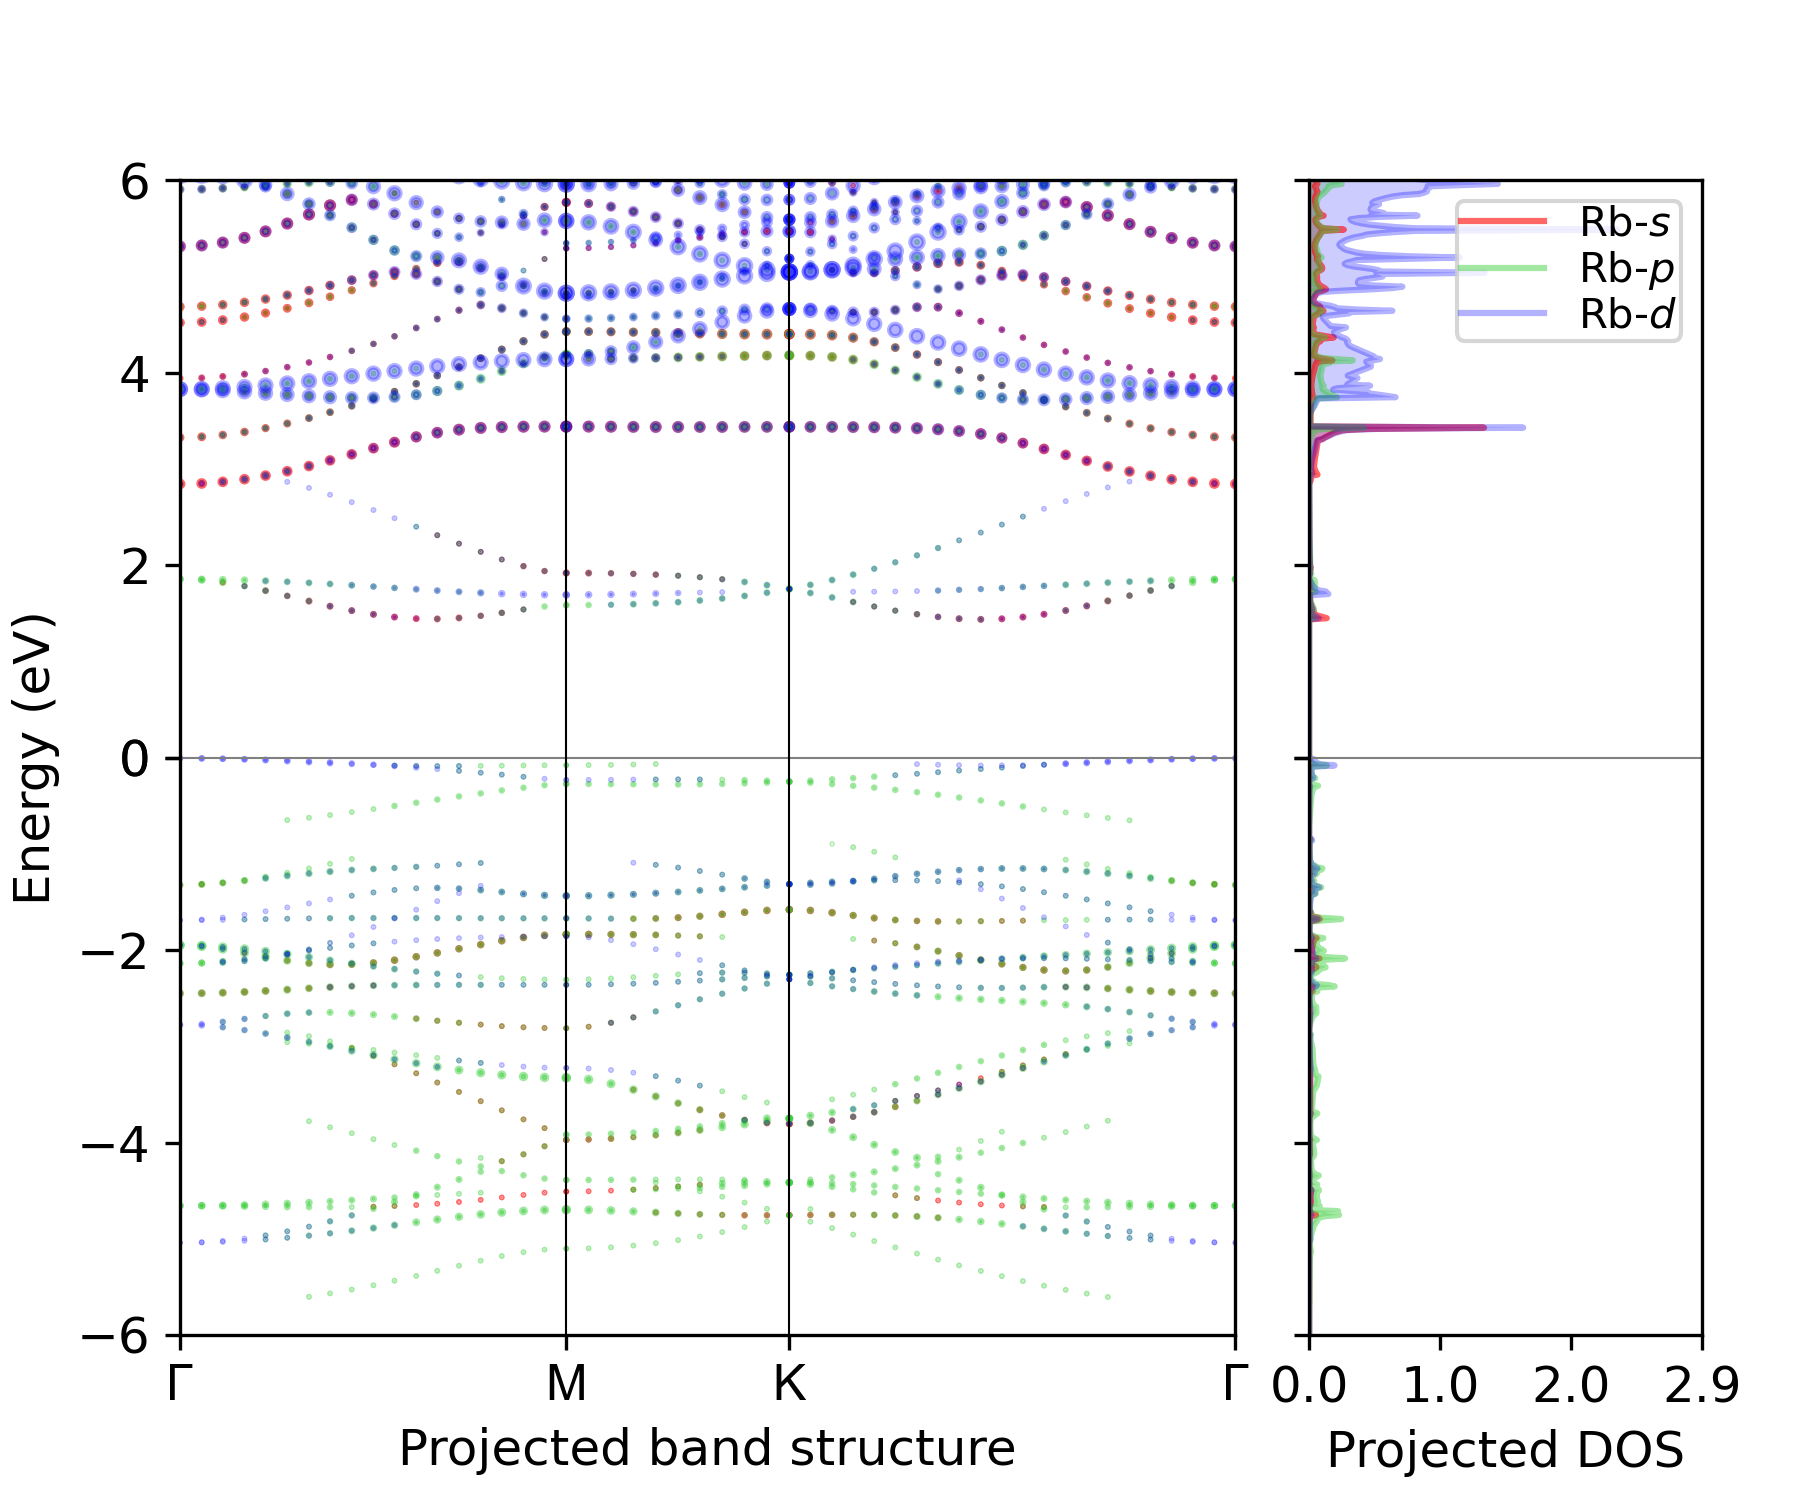 6
4
2
0
−2
−4
−6
Energy (eV)
Γ
M
K
Γ
Projected band structure
Rb-s
Rb-p
Rb-d
0.0
1.0
2.0
2.9
Projected DOS